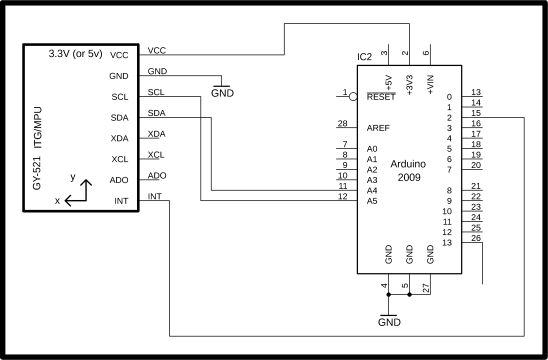 3.3V (or 5v)
VCC
GND
SCL
SDA
XDA
XCL
ADO
INT
GY-521 ITG/MPU
y
x
VCC
GND
SCL
SDA
XDA
XCL
ADO
INT
GND
IC2
3
2
6
+5V
+3V3
+VIN
1
RESET
28
AREF
7
A0
8
A1
9
A2
10
A3
11
A4
12
A5
Arduino
2009
0
13
1
14
2
15
3
16
4
17
5
18
6
19
7
20
8
21
9
22
10
23
11
24
12
25
13
26
GND
GND
GND
4
5
27
GND